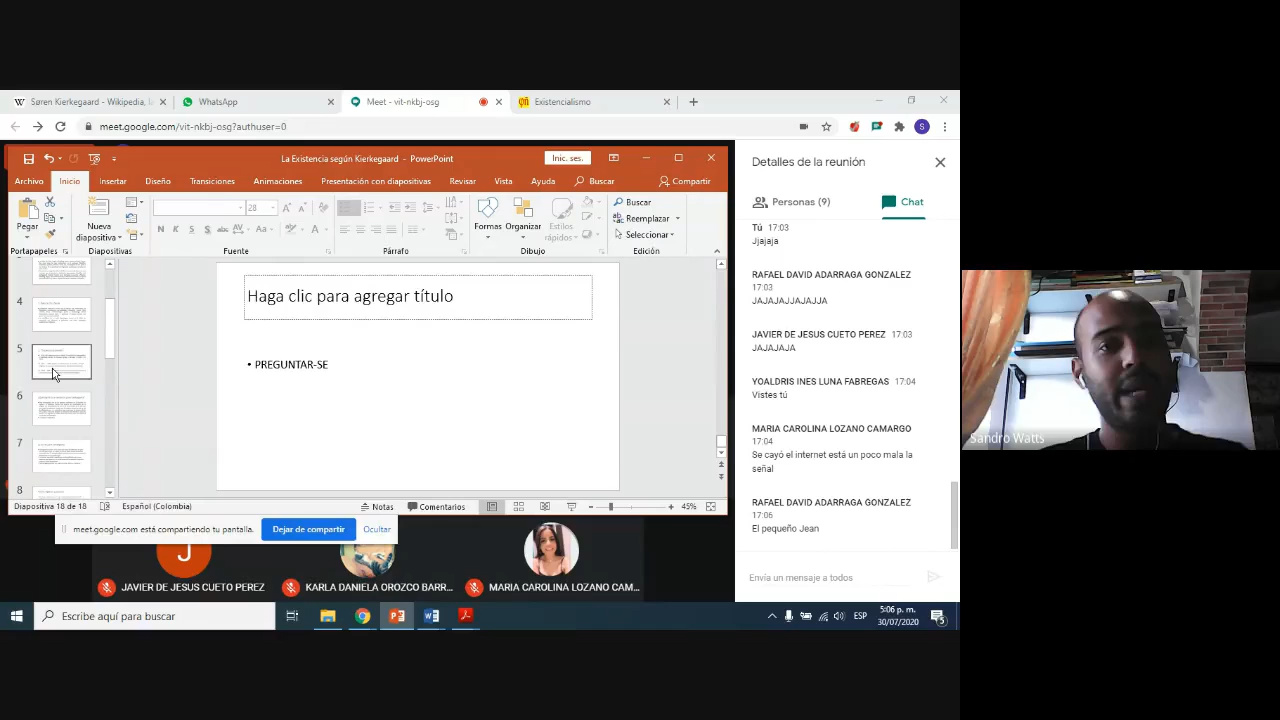 Søren Kierkegaard - Wikipedia, l
WhatsApp
Meet - vit-nkbj-osg
Existencialismo
meet.google.com/vit-nkbj-osg?authuser=0
S
La Existencia según Kierkegaard - PowerPoint
Inic. ses.
Archivo Inicio Insertar Diseño Transiciones Animaciones Presentación con diapositivas Revisar Vista Ayuda Buscar Compartir
Pegar
Nueva
diapositiva
28
N K S
Formas Organizar Estilos
rápidos
Buscar
Reemplazar
Seleccionar
Portapapeles Diapositivas Fuente Párrafo Dibujo Edición
4
5
6
7
8
Haga clic para agregar título
• PREGUNTAR-SE
Diapositiva 18 de 18 Español (Colombia) Notas Comentarios 45%
meet.google.com está compartiendo tu pantalla. Dejar de compartir Ocultar
J
JAVIER DE JESUS CUETO PEREZ KARLA DANIELA OROZCO BARR... MARIA CAROLINA LOZANO CAM...
Detalles de la reunión
Personas (9) Chat
Tú 17:03
Jjajaja
RAFAEL DAVID ADARRAGA GONZALEZ
17:03
JAJAJAJJAJAJJA
JAVIER DE JESUS CUETO PEREZ 17:03
JAJAJAJA
YOALDRIS INES LUNA FABREGAS 17:04
Vistes tú
MARIA CAROLINA LOZANO CAMARGO
17:04
Se cayó el internet está un poco mala la
señal
RAFAEL DAVID ADARRAGA GONZALEZ
17:06
El pequeño Jean
Envía un mensaje a todos
Escribe aquí para buscar
ESP
5:06 p. m.
30/07/2020
5
Sandro Watts